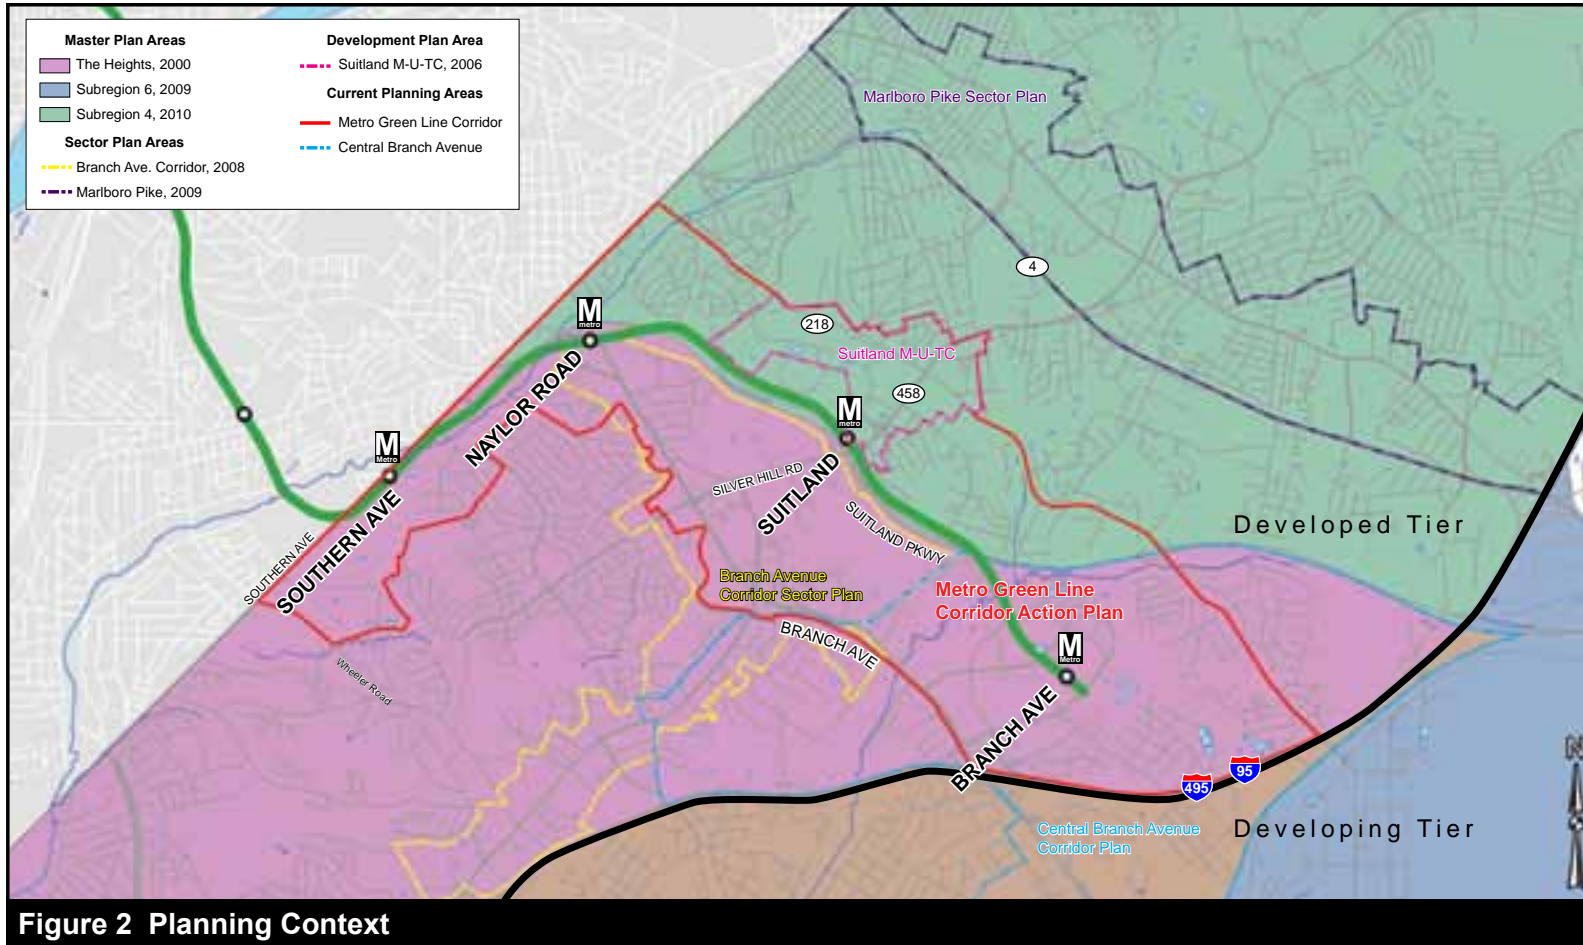 Master Plan Areas
The Heights, 2000
Subregion 6, 2009
Subregion 4, 2010
Sector Plan Areas
Branch Ave. Corridor, 2008
Marlboro Pike, 2009
Development Plan Area
Suitland M-U-TC, 2006
Current Planning Areas
Metro Green Line Corridor
Central Branch Avenue
Marlboro Pike Sector Plan
4
218
Suitland M-U-TC
458
M
metro
NAYLOR ROAD
M
metro
SUITLAND
M
Metro
SOUTHERN AVE
SOUTHERN AVE
SILVER HILL RD
SUITLAND PKWY
Developed Tier
Branch Avenue
Corridor Sector Plan
Metro Green Line
Corridor Action Plan
BRANCH AVE
M
Metro
BRANCH AVE
Wheeler Road
95
495
Central Branch Avenue
Corridor Plan
Developing Tier
N
Figure 2 Planning Context